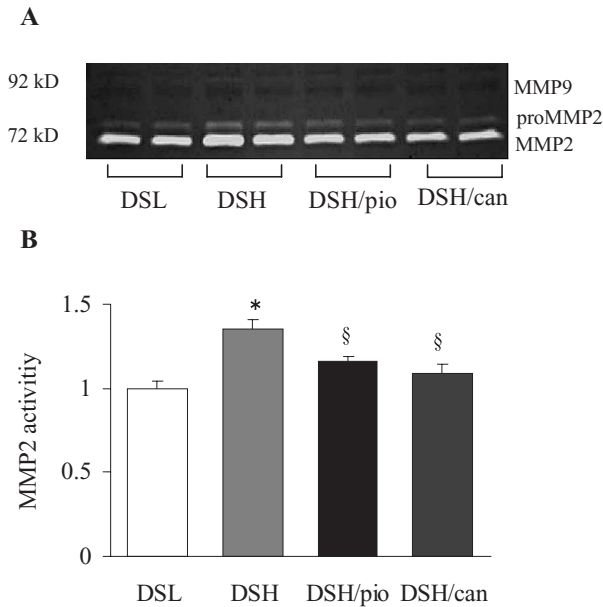 A
92 kD
MMP9
proMMP2
72 kD
MMP2
DSL DSH DSH/pio DSH/can
B
MMP2 activitiy
1.5
1
0.5
0
*
§
§
DSL DSH DSH/pio DSH/can